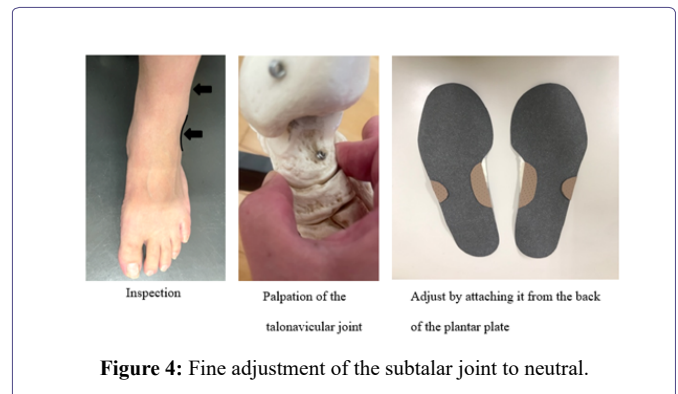 Inspection
Palpation of the
talonavicular joint
Adjust by attaching it from the back
of the plantar plate
Figure 4: Fine adjustment of the subtalar joint to neutral.